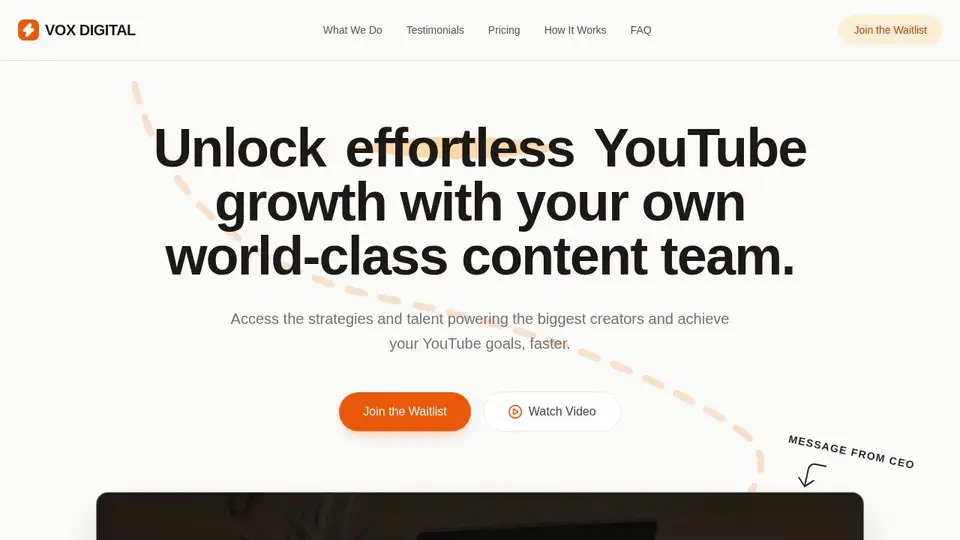 VOX DIGITAL
What We Do
Testimonials
Pricing
How It Works
FAQ
Join the Waitlist
Unlock effortless YouTube
growth with your own
world-class content team.
Access the strategies and talent powering the biggest creators and achieve
your YouTube goals, faster.
Join the Waitlist
Watch Video
MESSAGE FROM CEO